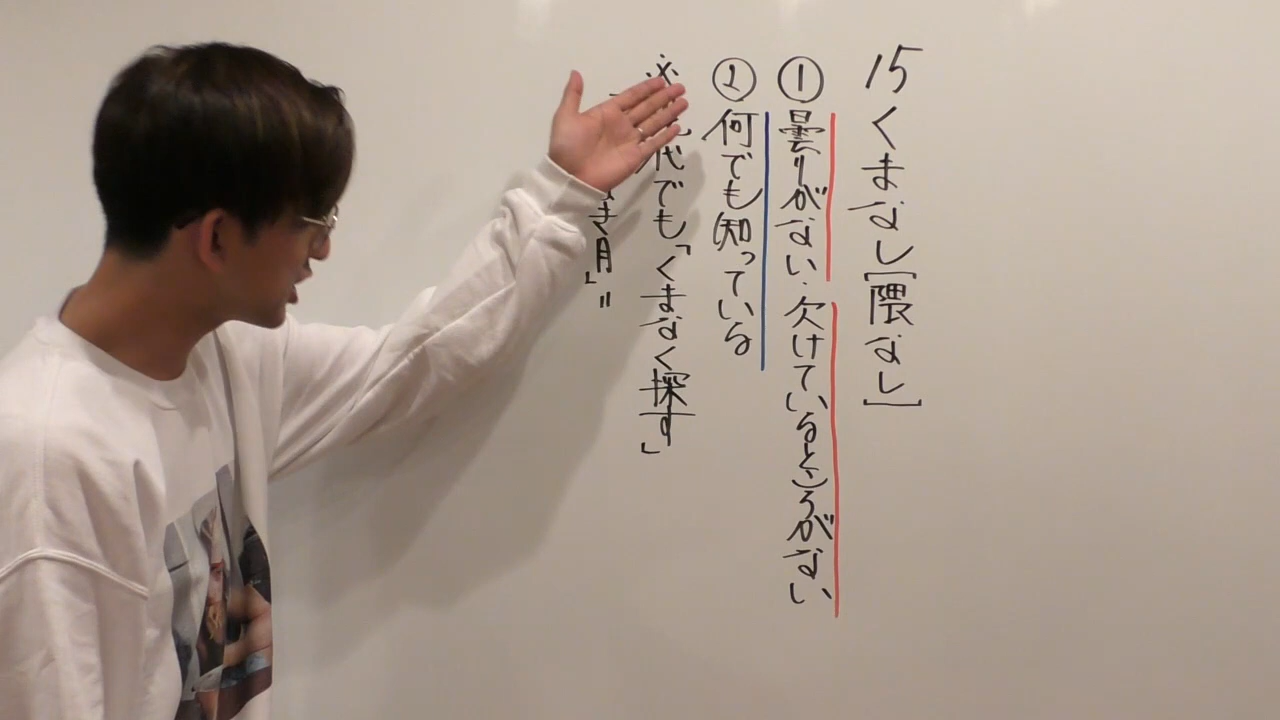 15 くまなし[隈なし]
① 曇りがない・欠けているところがない
② 何でも知っている
※ 代でも「くまなく探す」
き月」=